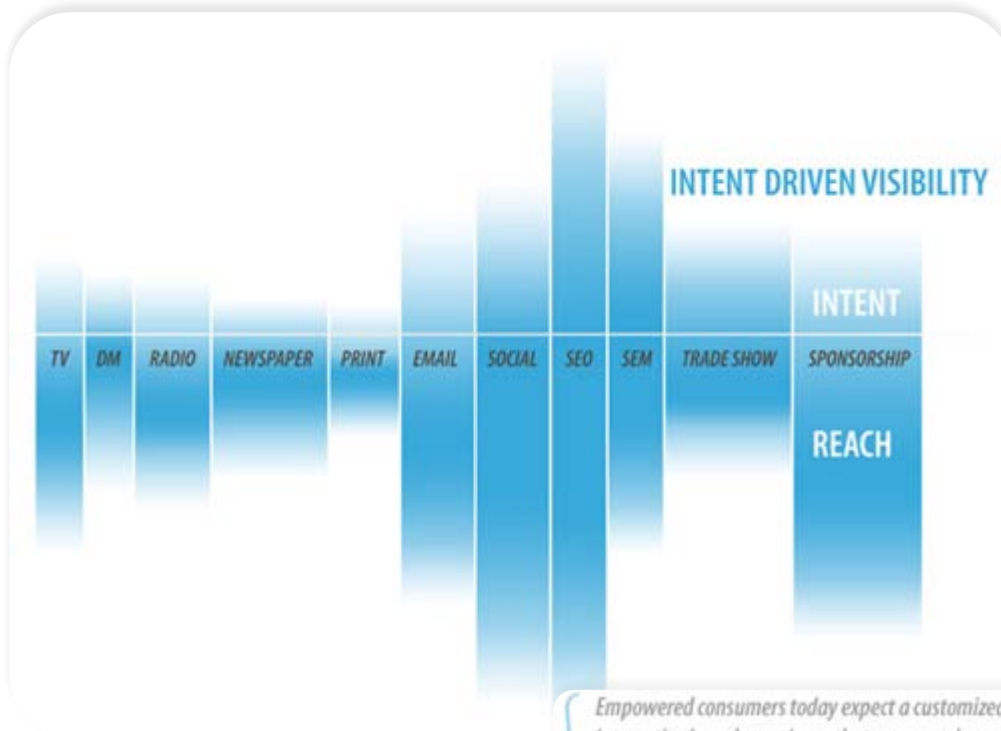 INTENT DRIVEN VISIBILITY
INTENT
TV DM RADIO NEWSPAPER PRINT EMAIL SOCIAL SEO SEM TRADE SHOW SPONSORSHIP
REACH
Empowered consumers today expect a customized